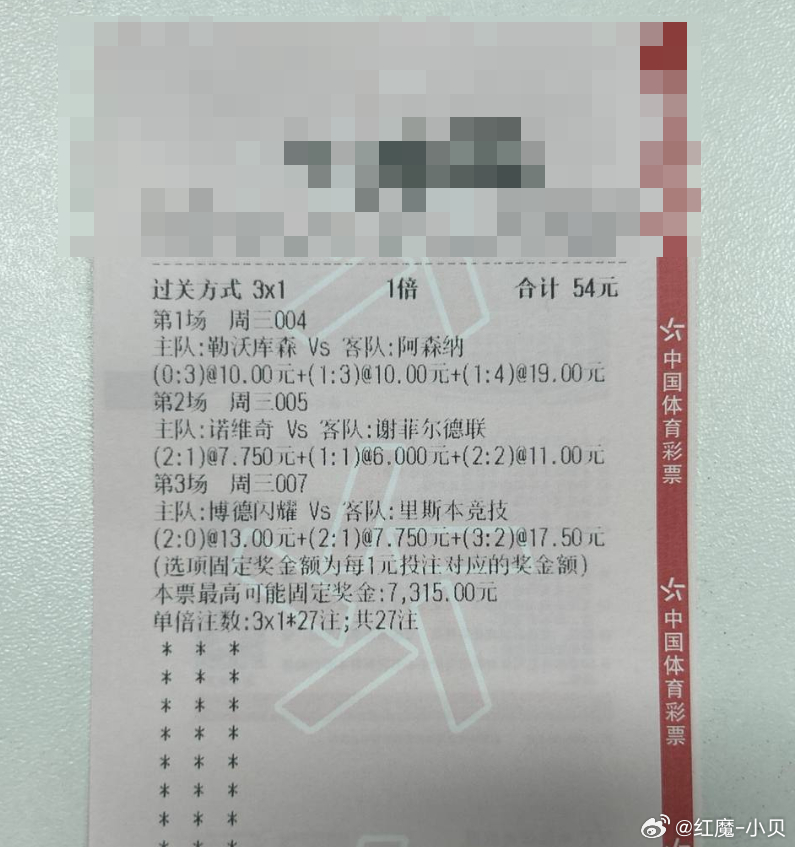 过关方式 3x1 1倍 合计 54元
第1场 周三004
主队:勒沃库森 Vs 客队:阿森纳
(0:3)@10.00元+(1:3)@10.00元+(1:4)@19.00元
第2场 周三005
主队:诺维奇 Vs 客队:谢菲尔德联
(2:1)@7.750元+(1:1)@6.000元+(2:2)@11.00元
第3场 周三007
主队:博德闪耀 Vs 客队:里斯本竞技
(2:0)@13.00元+(2:1)@7.750元+(3:2)@17.50元
(选项固定奖金额为每1元投注对应的奖金额)
本票最高可能固定奖金:7,315.00元
单倍注数:3x1*27注;共27注
* * *
* * *
* * *
* * *
* * *
* * *
* * *
* * *
中国体育彩票
中国体育彩票
@红魔-小贝